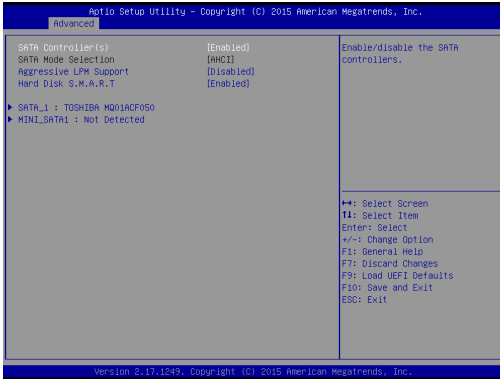 Aptio Setup Utility – Copyright (C) 2015 American Megatrends, Inc.
Advanced
SATA Controller(s) [Enabled]
SATA Mode Selection [AHCI]
Aggressive LPM Support [Disabled]
Hard Disk S.M.A.R.T [Enabled]
SATA_1 : TOSHIBA MQ01ACF050
MINI_SATA1 : Not Detected
Enable/disable the SATA
controllers.
↔: Select Screen
↑↓: Select Item
Enter: Select
+/-: Change Option
F1: General Help
F7: Discard Changes
F9: Load UEFI Defaults
F10: Save and Exit
ESC: Exit
Version 2.17.1249. Copyright (C) 2015 American Megatrends, Inc.